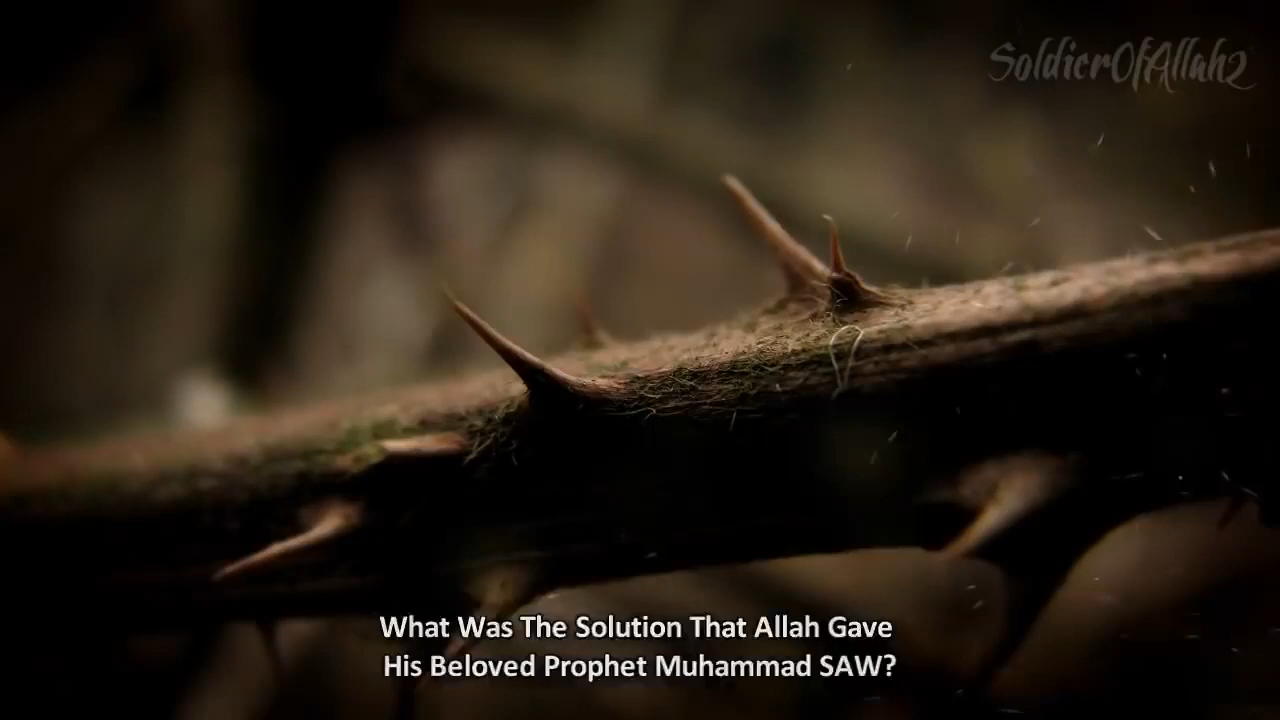 SoldierOfAllah2
What Was The Solution That Allah Gave
His Beloved Prophet Muhammad SAW?